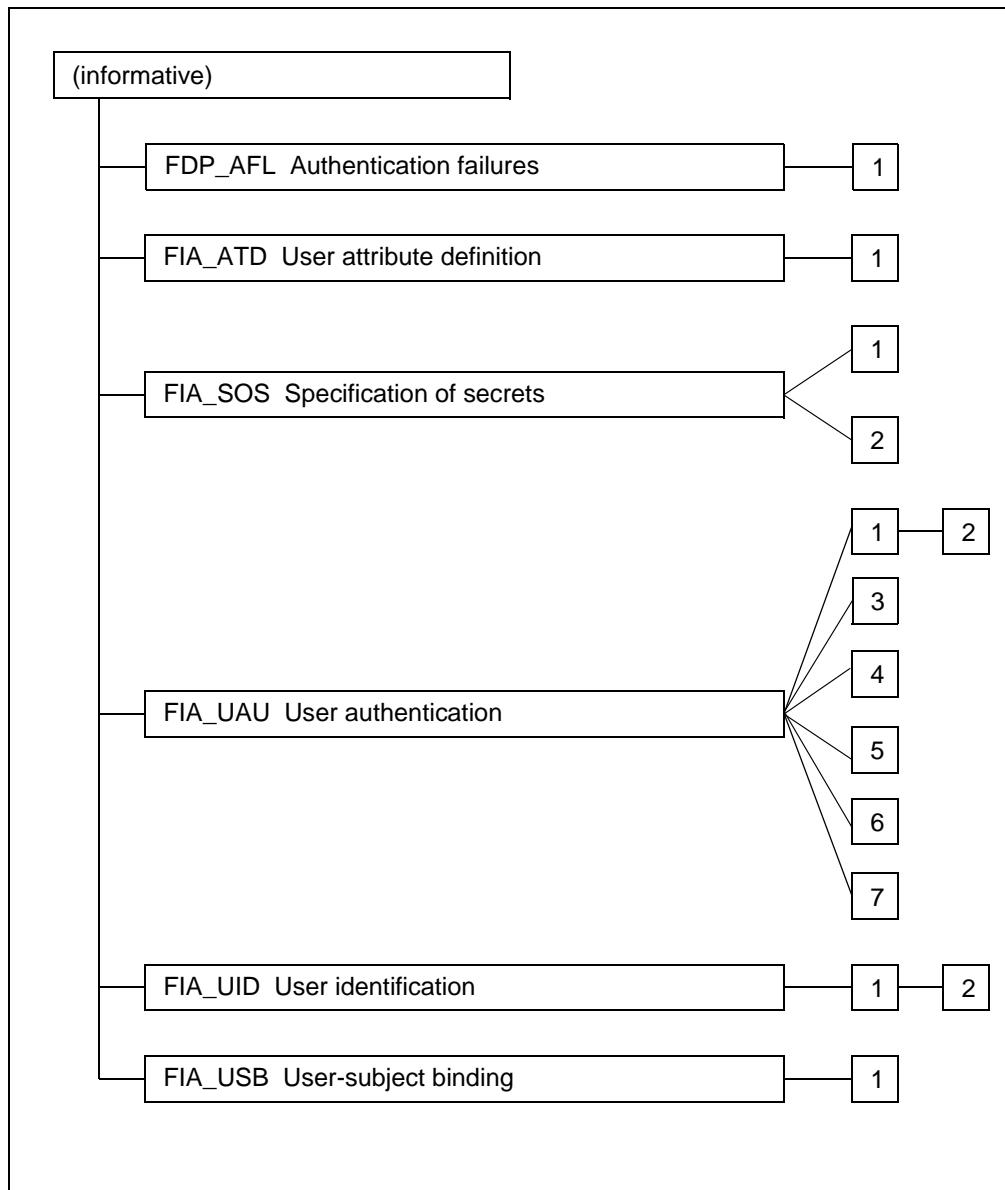 (informative)
FDP_AFL Authentication failures 1
FIA_ATD User attribute definition 1
1
FIA_SOS Specification of secrets
2
1 2
3
4
FIA_UAU User authentication
5
6
7
FIA_UID User identification 1 2
FIA_USB User-subject binding 1